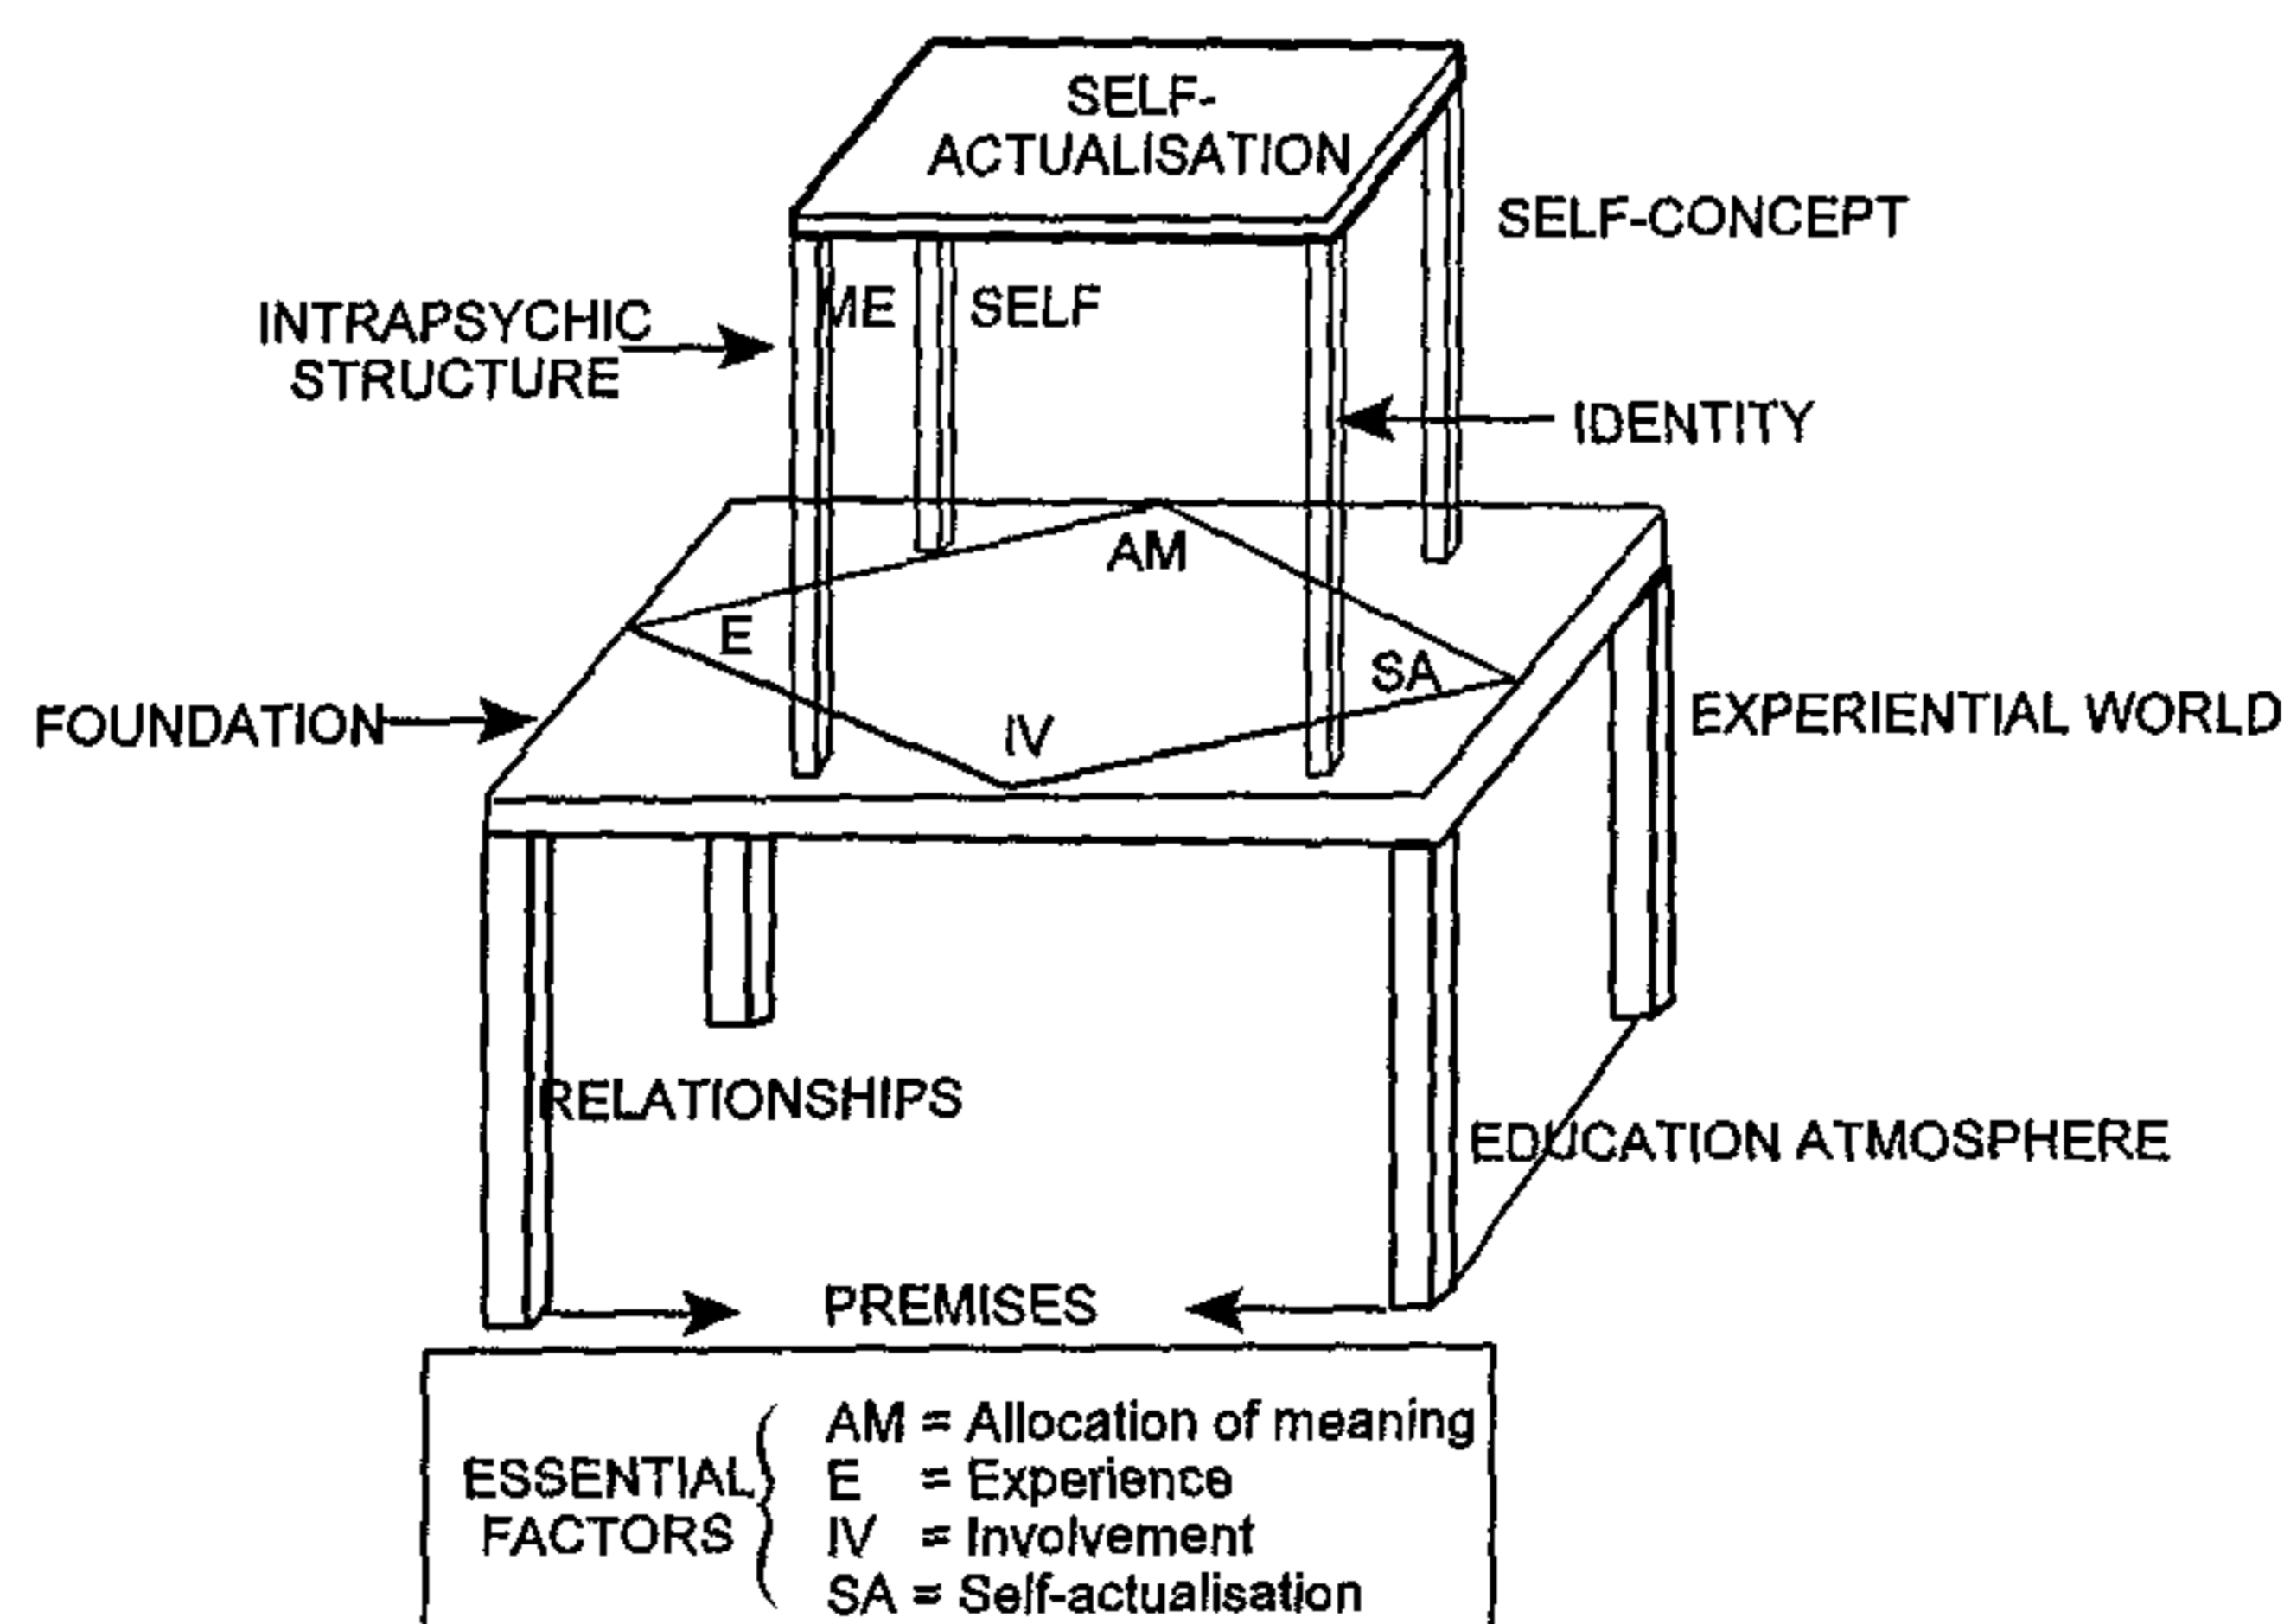 SELF-
ACTUALISATION
SELF-CONCEPT
ME SELF
INTRAPSYCHIC
STRUCTURE
IDENTITY
AM
E
SA
IV
FOUNDATION
EXPERIENTIAL WORLD
RELATIONSHIPS
EDUCATION ATMOSPHERE
PREMISES
ESSENTIAL
FACTORS
AM = Allocation of meaning
E = Experience
IV = Involvement
SA = Self-actualisation